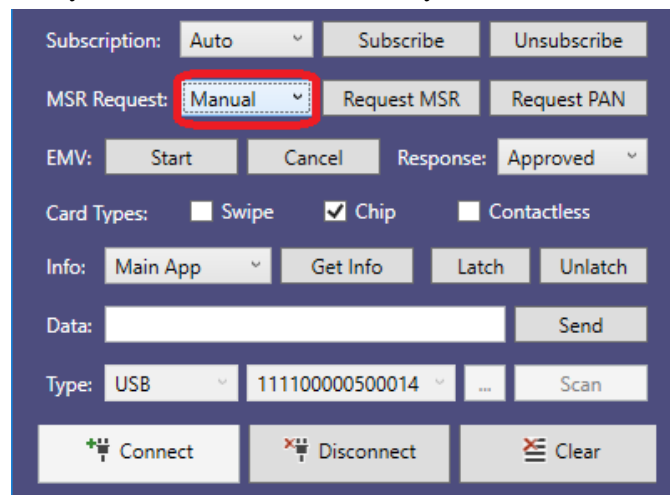 Subscription: Auto Subscribe Unsubscribe
MSR Request: Manual Request MSR Request PAN
EMV: Start Cancel Response: Approved
Card Types: Swipe Chip Contactless
Info: Main App Get Info Latch Unlatch
Data: Send
Type: USB 111100000500014 ... Scan
Connect Disconnect Clear